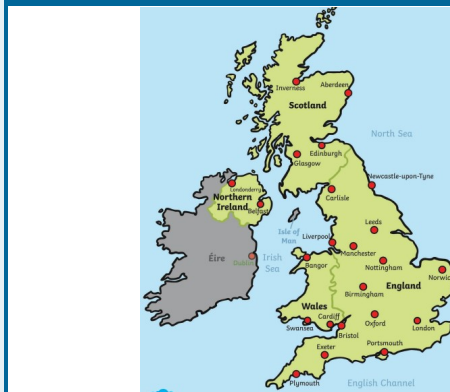 Inverness
Aberdeen
Scotland
North Sea
Edinburgh
Glasgow
Newcastle-upon-Tyne
Londonderry
Northern
Ireland
Belfast
Carlisle
Isle of
Man
Leeds
Liverpool
Manchester
Éire
Dublin
Irish
Sea
Bangor
Nottingham
Norwi
Birmingham
England
Wales
Cardiff
Swansea
Bristol
Oxford
London
Exeter
Portsmouth
Plymouth
English Channel